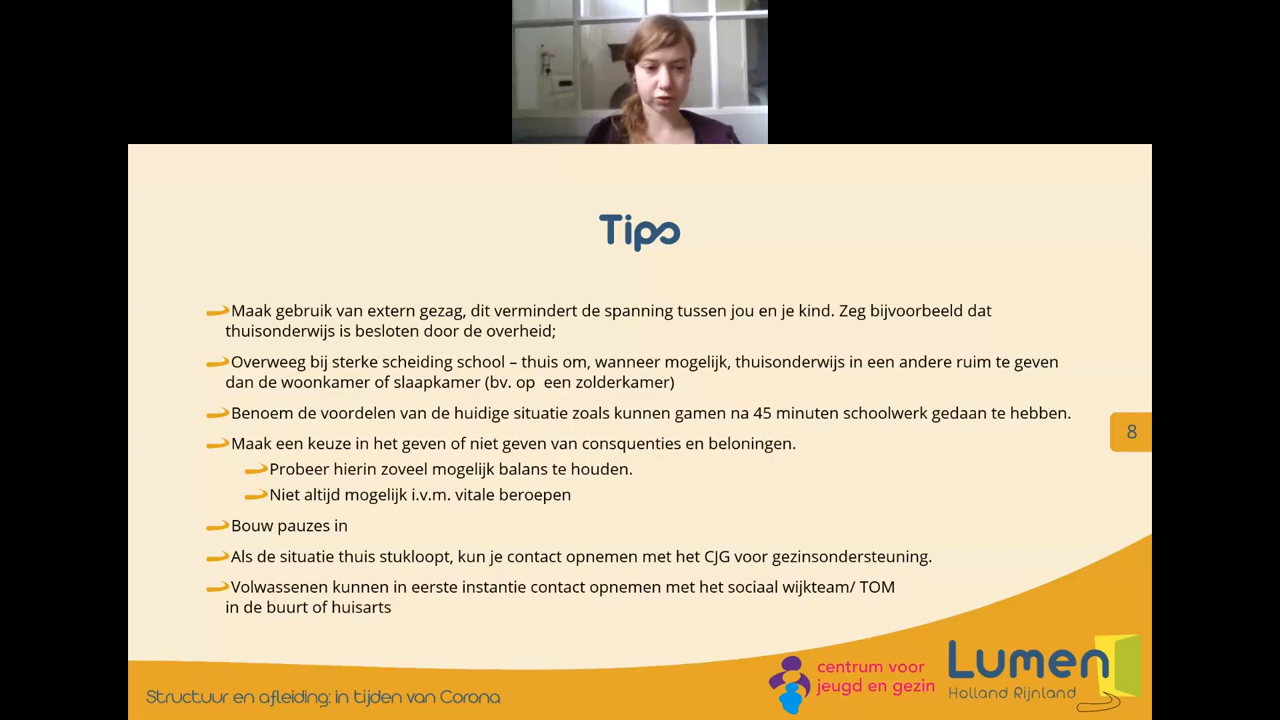 Tips
Maak gebruik van extern gezag, dit vermindert de spanning tussen jou en je kind. Zeg bijvoorbeeld dat
thuisonderwijs is besloten door de overheid;
Overweeg bij sterke scheiding school – thuis om, wanneer mogelijk, thuisonderwijs in een andere ruim te geven
dan de woonkamer of slaapkamer (bv. op een zolderkamer)
Benoem de voordelen van de huidige situatie zoals kunnen gamen na 45 minuten schoolwerk gedaan te hebben.
Maak een keuze in het geven of niet geven van consquenties en beloningen.
Probeer hierin zoveel mogelijk balans te houden.
Niet altijd mogelijk i.v.m. vitale beroepen
Bouw pauzes in
Als de situatie thuis stukloopt, kun je contact opnemen met het CJG voor gezinsondersteuning.
Volwassenen kunnen in eerste instantie contact opnemen met het sociaal wijkteam/ TOM
in de buurt of huisarts
8
Structuur en afleiding: in tijden van Corona
centrum voor
jeugd en gezin
Lumen
Holland Rijnland